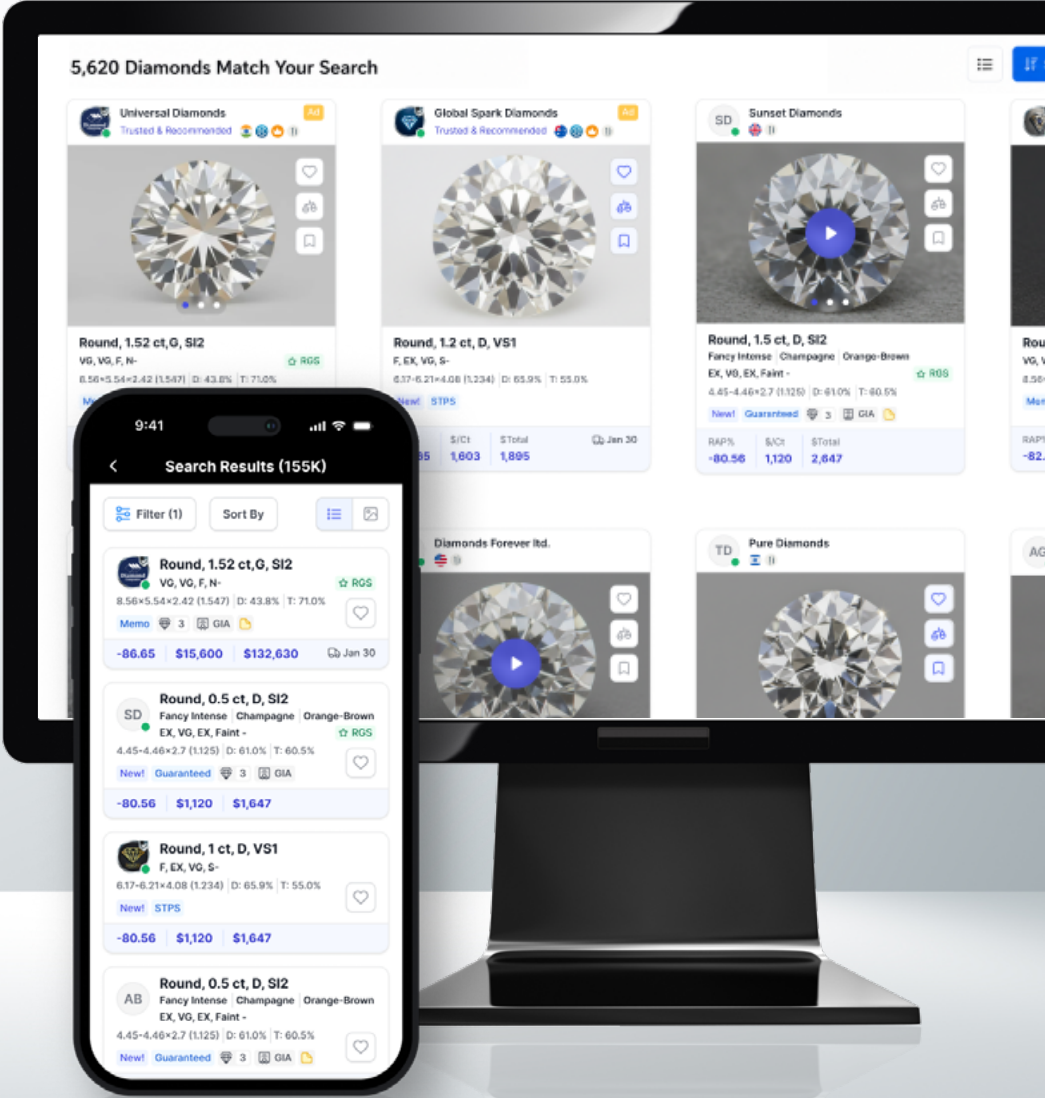 5,620 Diamonds Match Your Search
Universal Diamonds
Ad
Trusted & Recommended
Round, 1.52 ct,G, SI2
VG, VG, F, N-
RGS
8.56×5.54×2.42 (1.547) D: 43.8% T: 71.0%
Global Spark Diamonds
Ad
Trusted & Recommended
Round, 1.2 ct, D, VS1
F, EX, VG, S-
6.17-6.21×4.08 (1.234) D: 65.9% T: 55.0%
New! STPS
$/Ct $Total Jan 30
1,603 1,895
SD
Sunset Diamonds
Round, 1.5 ct, D, SI2
Fancy Intense Champagne Orange-Brown
EX, VG, EX, Faint -
RGS
4.45-4.46×2.7 (1.125) D: 61.0% T: 60.5%
New! Guaranteed 3 GIA
RAP% $/Ct $Total
-80.56 1,120 2,647
Rou
VG, V
8.56
Mem
RAP%
-82.
Diamonds Forever ltd.
TD
Pure Diamonds
AG
9:41
Search Results (155K)
Filter (1) Sort By
Round, 1.52 ct,G, SI2
VG, VG, F, N-
RGS
8.56×5.54×2.42 (1.547) D: 43.8% T: 71.0%
Memo 3 GIA
-86.65 $15,600 $132,630 Jan 30
SD
Round, 0.5 ct, D, SI2
Fancy Intense Champagne Orange-Brown
EX, VG, EX, Faint -
RGS
4.45-4.46×2.7 (1.125) D: 61.0% T: 60.5%
New! Guaranteed 3 GIA
-80.56 $1,120 $1,647
Round, 1 ct, D, VS1
F, EX, VG, S-
6.17-6.21×4.08 (1.234) D: 65.9% T: 55.0%
New! STPS
-80.56 $1,120 $1,647
AB
Round, 0.5 ct, D, SI2
Fancy Intense Champagne Orange-Brown
EX, VG, EX, Faint -
4.45-4.46×2.7 (1.125) D: 61.0% T: 60.5%
New! Guaranteed 3 GIA